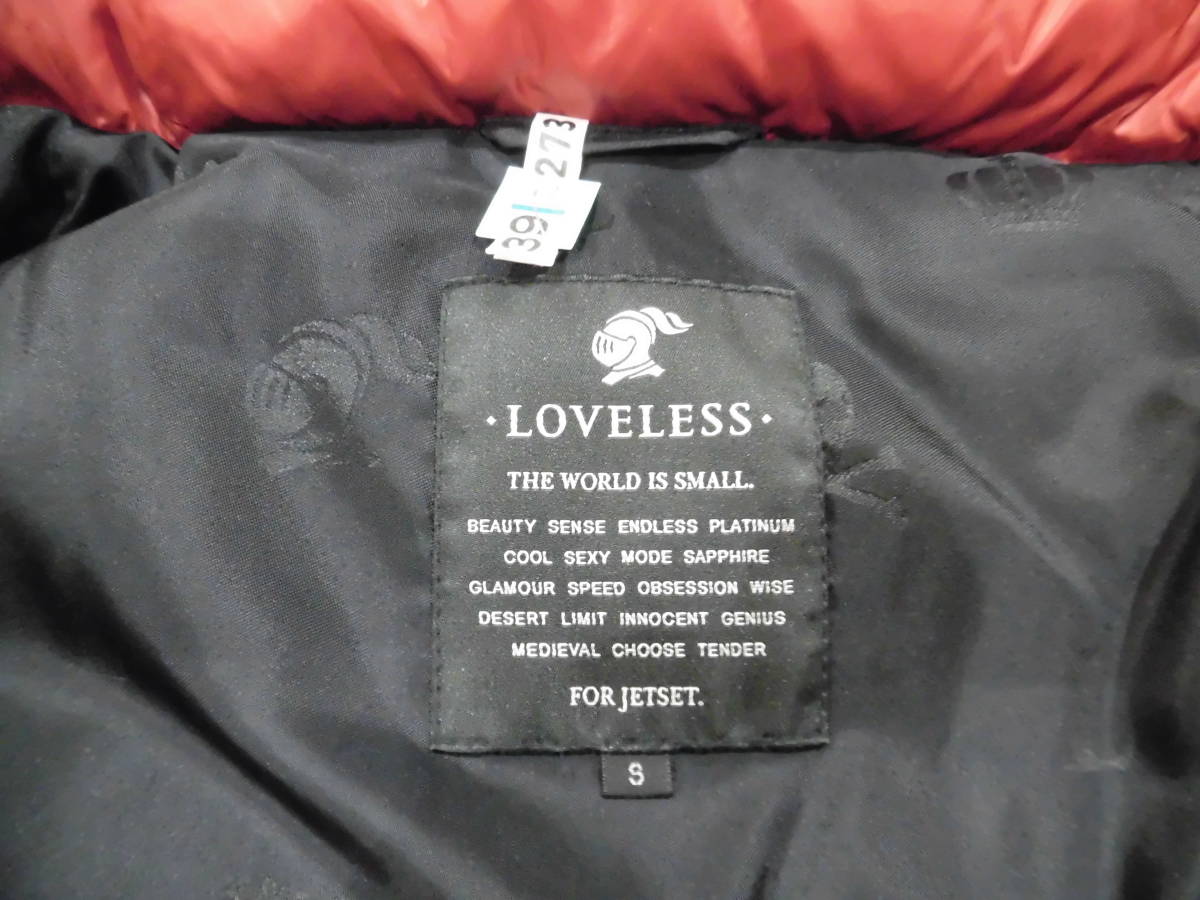 273
39
LOVELESS
THE WORLD IS SMALL.
BEAUTY SENSE ENDLESS PLATINUM
COOL SEXY MODE SAPPHIRE
GLAMOUR SPEED OBSESSION WISE
DESERT LIMIT INNOCENT GENIUS
MEDIEVAL CHOOSE TENDER
FOR JETSET.
S